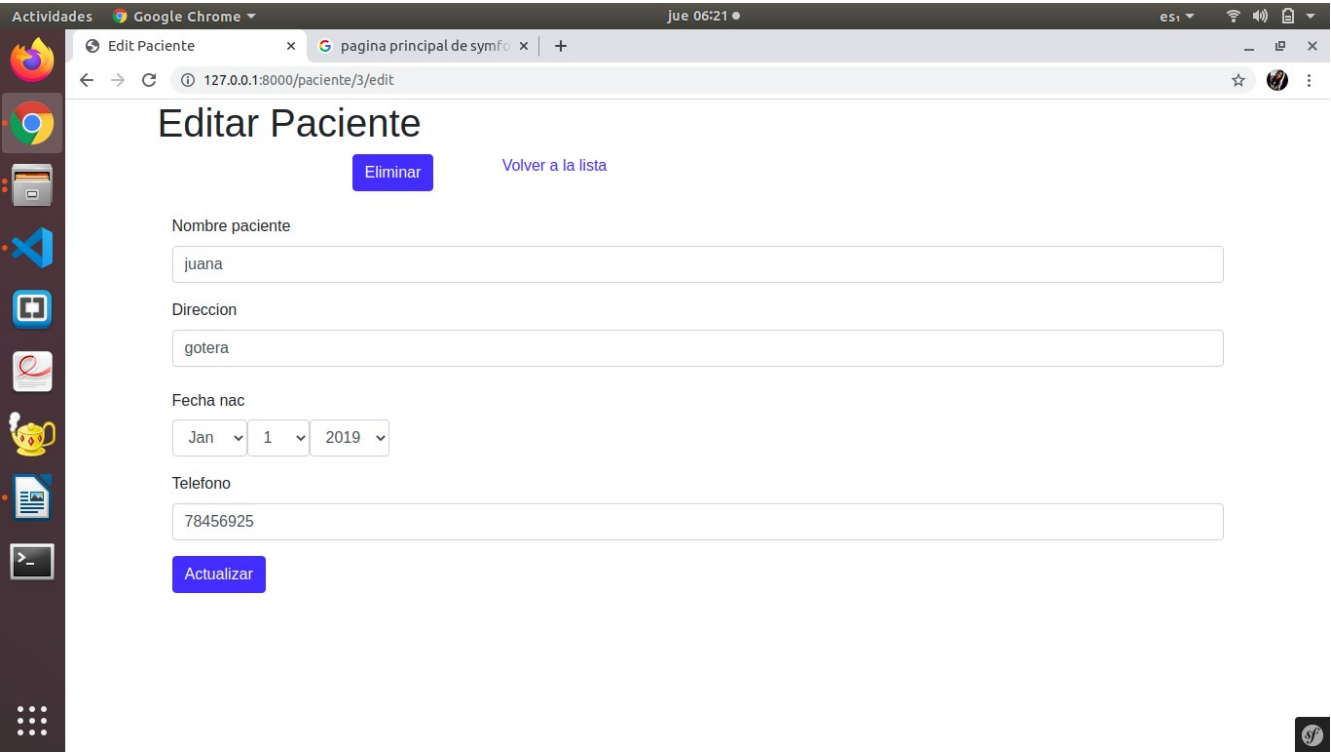 Actividades Google Chrome jue 06:21 es₁
Edit Paciente pagina principal de symfo
127.0.0.1:8000/paciente/3/edit
Editar Paciente
Eliminar Volver a la lista
Nombre paciente
juana
Direccion
gotera
Fecha nac
Jan 1 2019
Telefono
78456925
Actualizar
sf